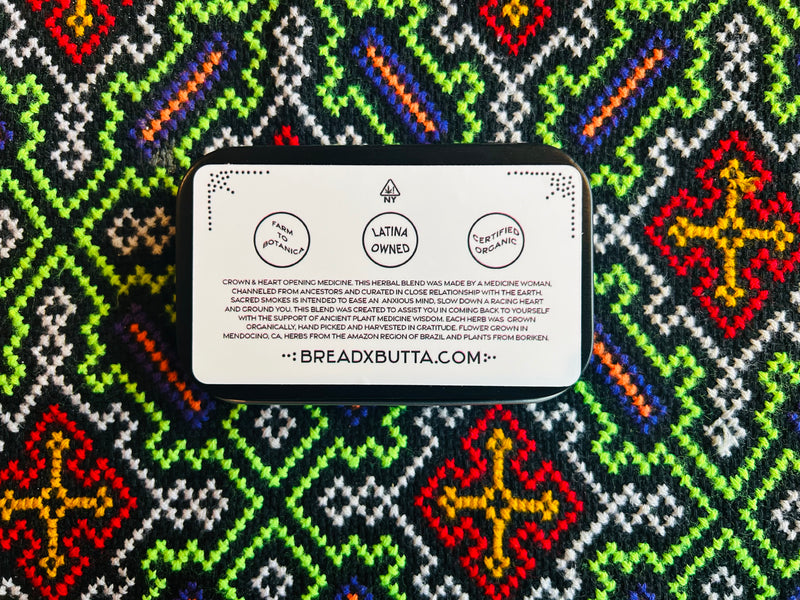 NY
FARM
TO
BOTANICA
LATINA
OWNED
CERTIFIED
ORGANIC
CROWN & HEART OPENING MEDICINE. THIS HERBAL BLEND WAS MADE BY A MEDICINE WOMAN,
CHANNELED FROM ANCESTORS AND CURATED IN CLOSE RELATIONSHIP WITH THE EARTH.
SACRED SMOKES IS INTENDED TO EASE AN ANXIOUS MIND, SLOW DOWN A RACING HEART
AND GROUND YOU. THIS BLEND WAS CREATED TO ASSIST YOU IN COMING BACK TO YOURSELF
WITH THE SUPPORT OF ANCIENT PLANT MEDICINE WISDOM. EACH HERB WAS GROWN
ORGANICALLY, HAND PICKED AND HARVESTED IN GRATITUDE. FLOWER GROWN IN
MENDOCINO, CA, HERBS FROM THE AMAZON REGION OF BRAZIL AND PLANTS FROM BORIKEN.
BREADXBUTTA.COM